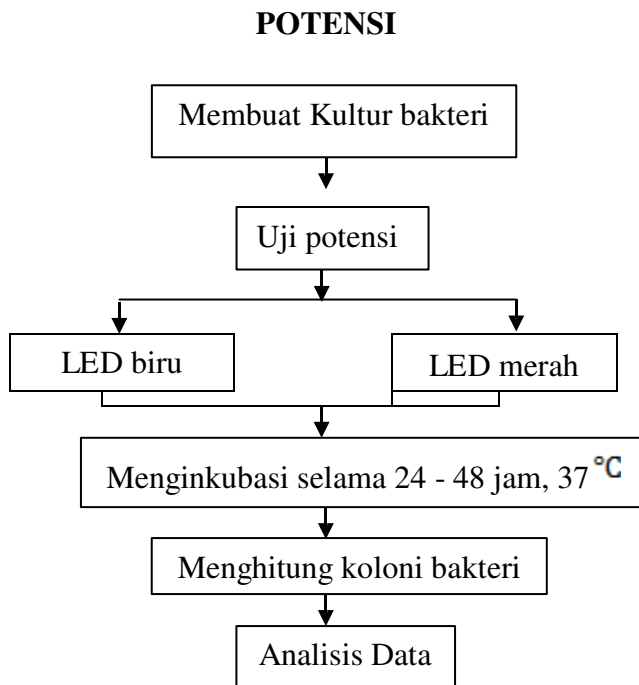 POTENSI
Membuat Kultur bakteri
Uji potensi
LED biru
LED merah
Menginkubasi selama 24 - 48 jam, 37 °C
Menghitung koloni bakteri
Analisis Data